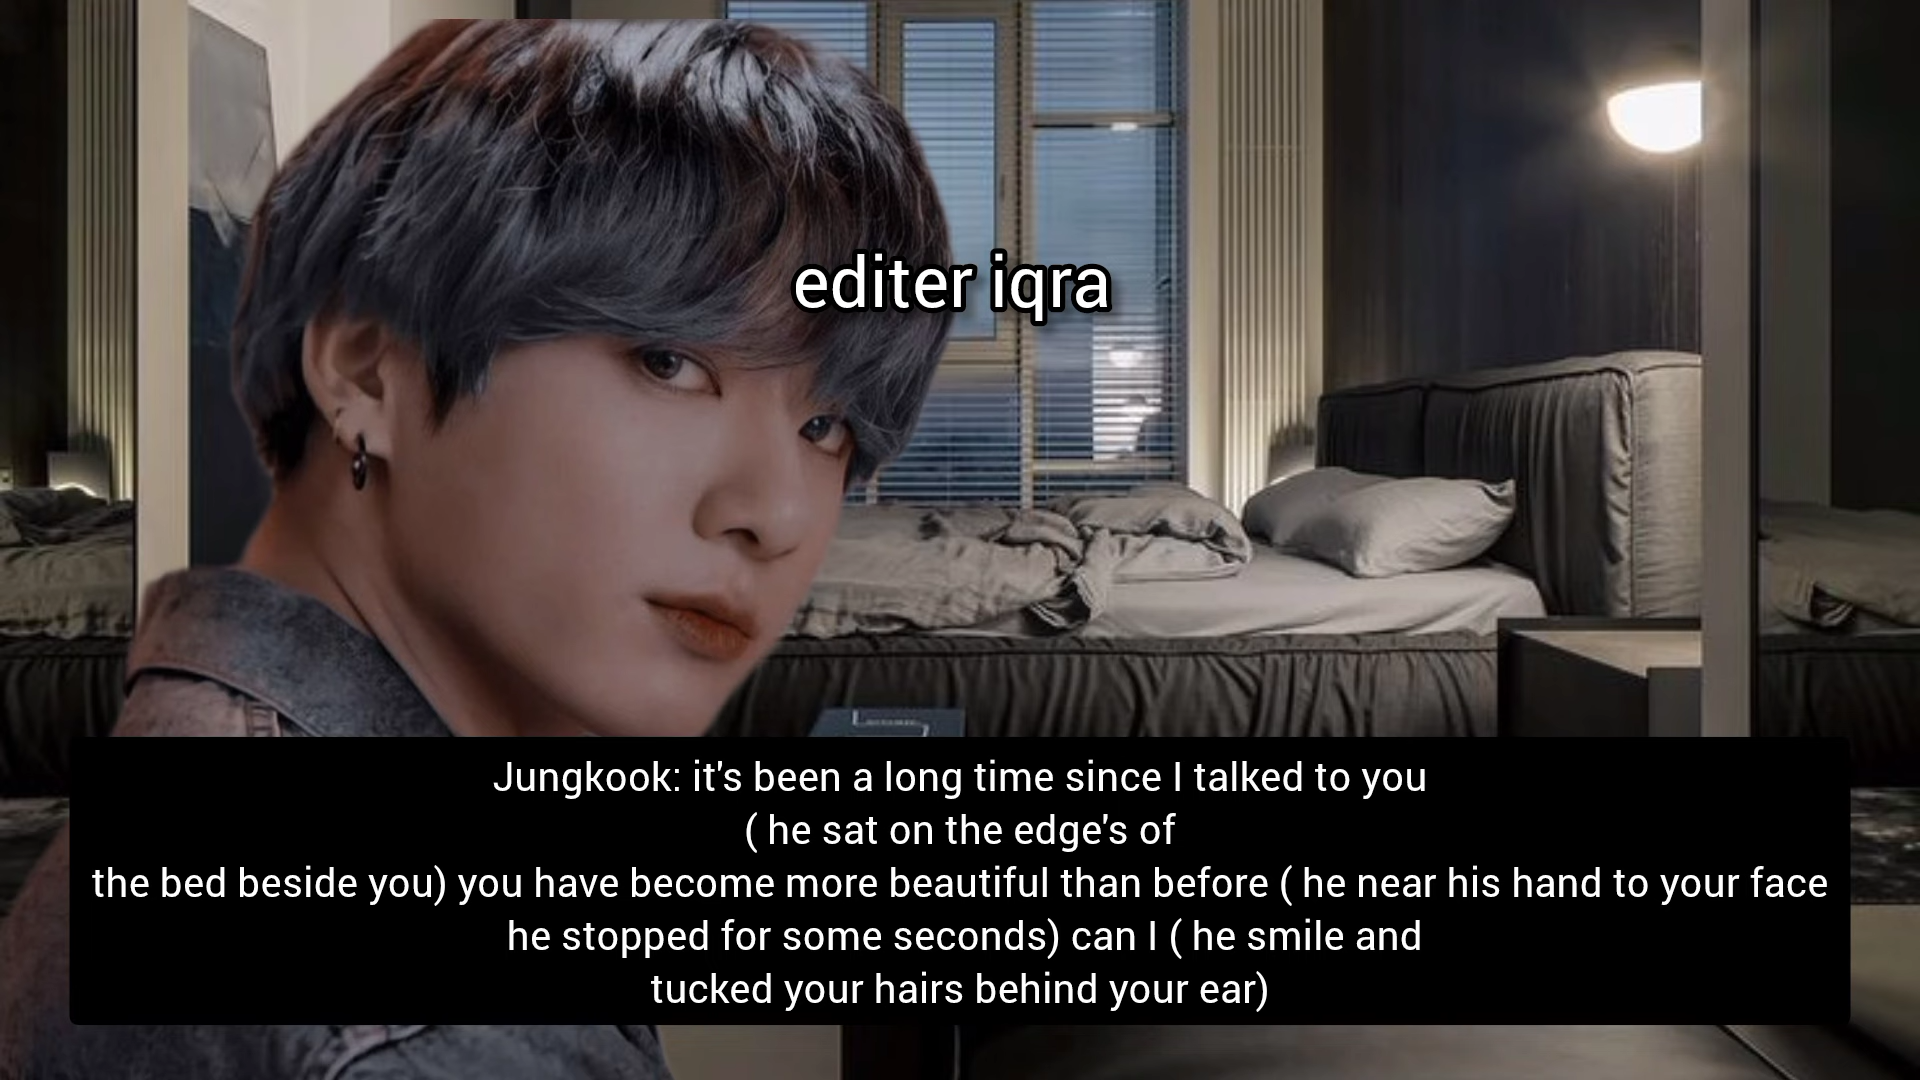 editer iqra
Jungkook: it's been a long time since I talked to you
( he sat on the edge's of
the bed beside you) you have become more beautiful than before ( he near his hand to your face
he stopped for some seconds) can I ( he smile and
tucked your hairs behind your ear)